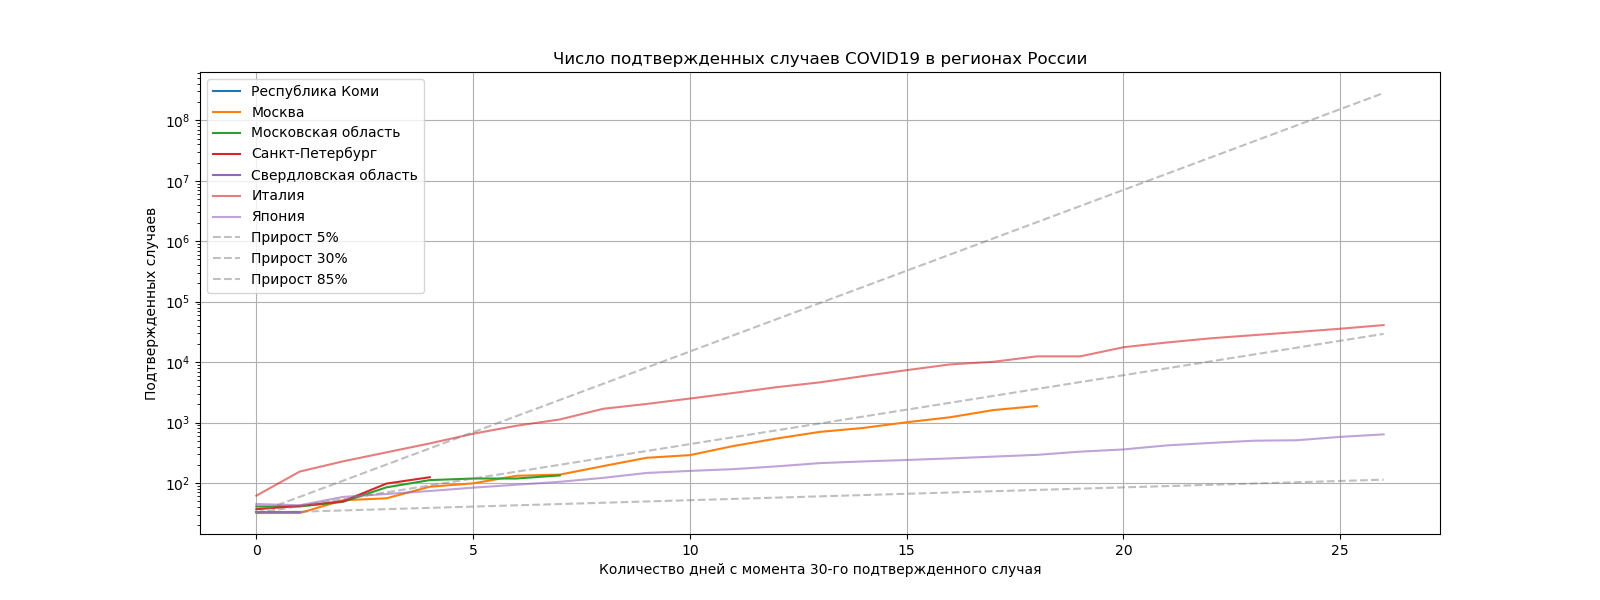 Число подтвержденных случаев COVID19 в регионах России
Подтвержденных случаев
10⁸
10⁷
10⁶
10⁵
10⁴
10³
10²
Республика Коми
Москва
Московская область
Санкт-Петербург
Свердловская область
Италия
Япония
Прирост 5%
Прирост 30%
Прирост 85%
0 5 10 15 20 25
Количество дней с момента 30-го подтвержденного случая